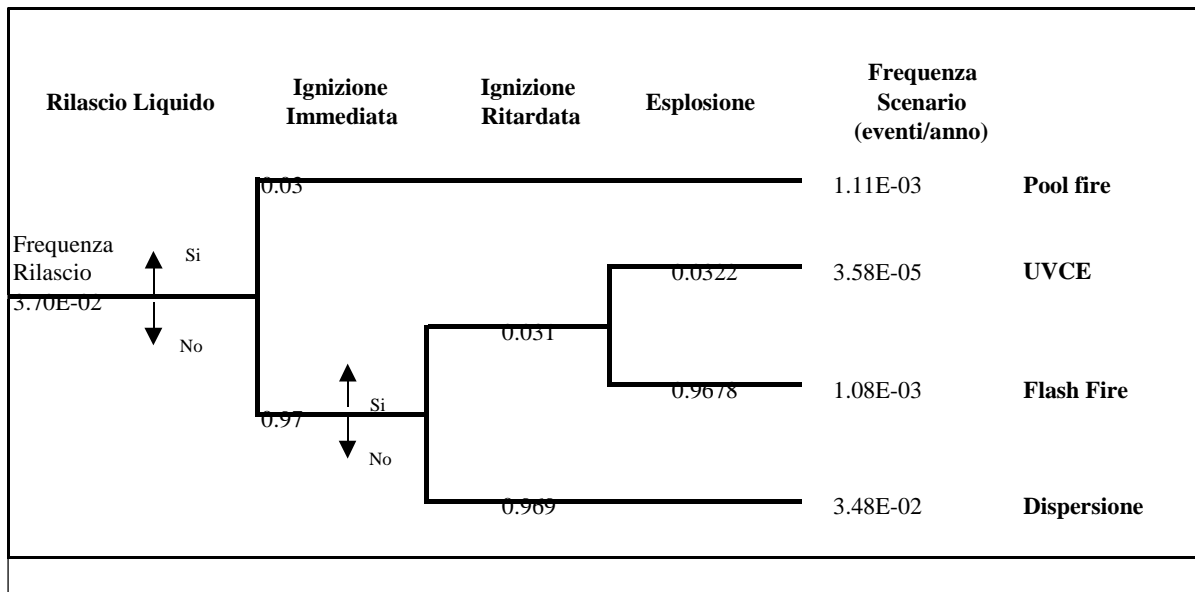 Rilascio Liquido
Ignizione
Immediata
Ignizione
Ritardata
Esplosione
Frequenza
Scenario
(eventi/anno)
0.03
1.11E-03
Pool fire
Frequenza
Rilascio
3.70E-02
Si
No
0.0322
3.58E-05
UVCE
0.031
0.9678
1.08E-03
Flash Fire
0.97
Si
No
0.969
3.48E-02
Dispersione